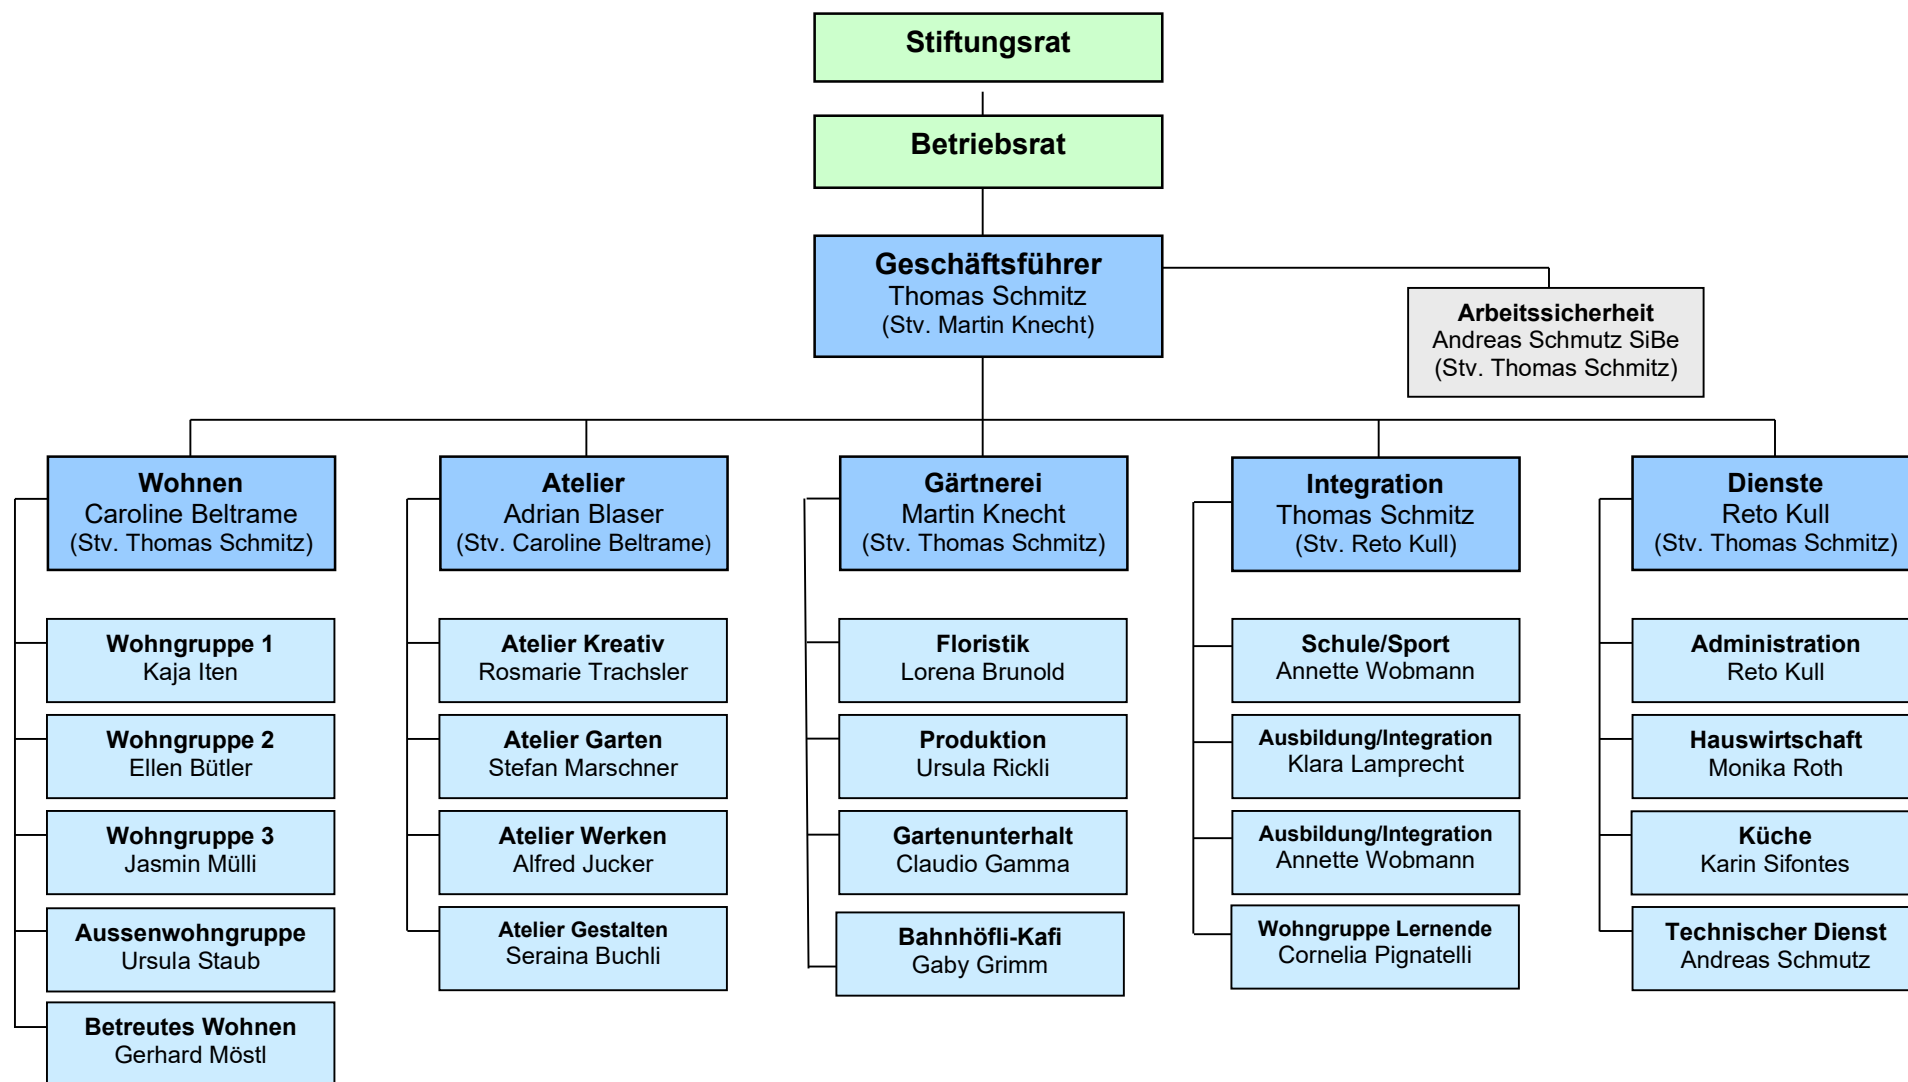 Stiftungsrat
Betriebsrat
Geschäftsführer
Thomas Schmitz
(Stv. Martin Knecht)
Arbeitssicherheit
Andreas Schmutz SiBe
(Stv. Thomas Schmitz)
Wohnen
Caroline Beltrame
(Stv. Thomas Schmitz)
Wohngruppe 1
Kaja Iten
Wohngruppe 2
Ellen Bütler
Wohngruppe 3
Jasmin Mülli
Aussenwohngruppe
Ursula Staub
Betreutes Wohnen
Gerhard Möstl
Atelier
Adrian Blaser
(Stv. Caroline Beltrame)
Atelier Kreativ
Rosmarie Trachsler
Atelier Garten
Stefan Marschner
Atelier Werken
Alfred Jucker
Atelier Gestalten
Seraina Buchli
Gärtnerei
Martin Knecht
(Stv. Thomas Schmitz)
Floristik
Lorena Brunold
Produktion
Ursula Rickli
Gartenunterhalt
Claudio Gamma
Bahnhöfli-Kafi
Gaby Grimm
Integration
Thomas Schmitz
(Stv. Reto Kull)
Schule/Sport
Annette Wobmann
Ausbildung/Integration
Klara Lamprecht
Ausbildung/Integration
Annette Wobmann
Wohngruppe Lernende
Cornelia Pignatelli
Dienste
Reto Kull
(Stv. Thomas Schmitz)
Administration
Reto Kull
Hauswirtschaft
Monika Roth
Küche
Karin Sifontes
Technischer Dienst
Andreas Schmutz